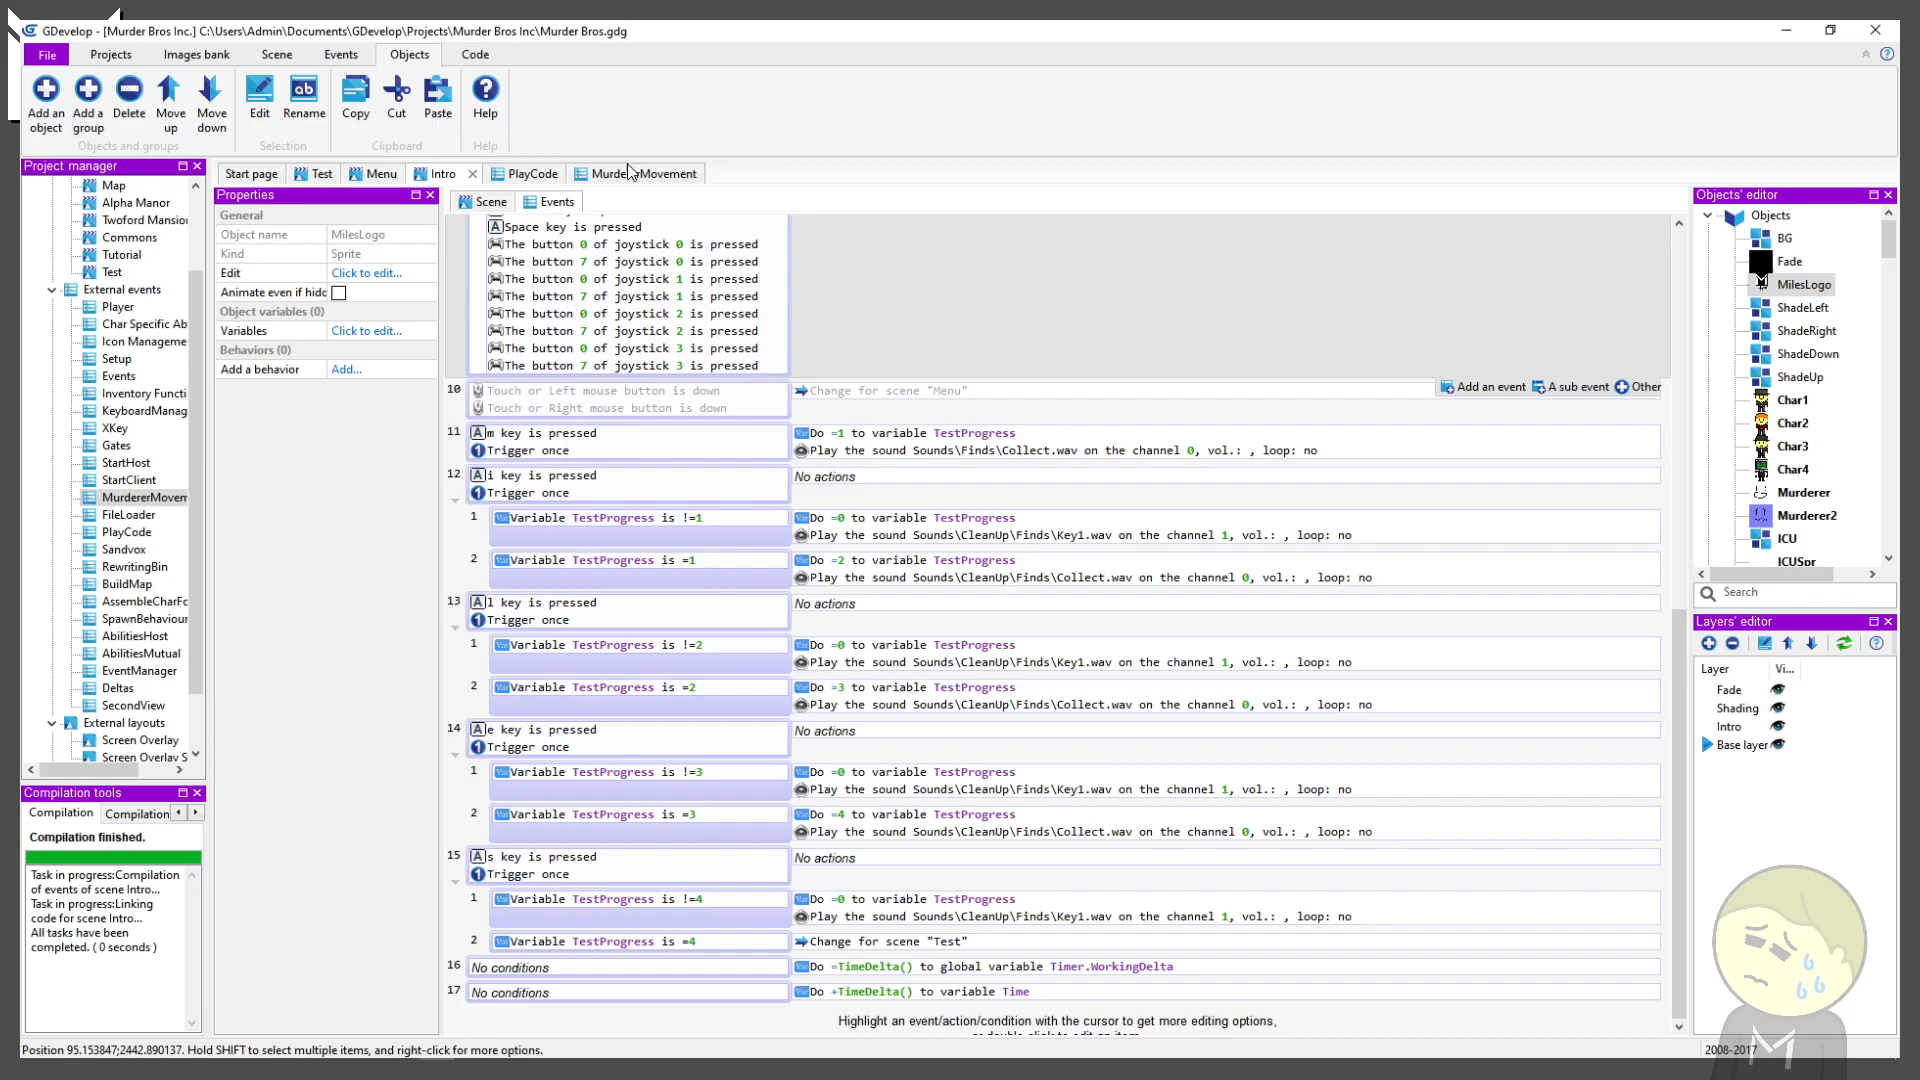 GDevelop - [Murder Bros Inc.] C:\Users\Admin\Documents\GDevelop\Projects\Murder Bros Inc\Murder Bros.gdg
File Projects Images bank Scene Events Objects Code
Add an object
Add a group
Delete
Move up
Move down
Edit
Rename
Copy
Cut
Paste
Help
Objects and groups
Selection
Clipboard
Help
Project manager
Map
Alpha Manor
Twoford Mansio
Commons
Tutorial
Test
External events
Player
Char Specific Ab
Icon Manageme
Setup
Events
Inventory Functi
KeyboardManag
XKey
Gates
StartHost
StartClient
MurdererMovem
FileLoader
PlayCode
Sandvox
RewritingBin
BuildMap
AssembleCharFo
SpawnBehaviour
AbilitiesHost
AbilitiesMutual
EventManager
Deltas
SecondView
External layouts
Screen Overlay
Screen Overlay S
Compilation tools
Compilation Compilation
Compilation finished.
Task in progress:Compilation
of events of scene Intro...
Task in progress:Linking
code for scene Intro...
All tasks have been
completed. ( 0 seconds )
Start page Test Menu Intro PlayCode
Properties
General
Object name MilesLogo
Kind Sprite
Edit Click to edit...
Animate even if hidd
Object variables (0)
Variables Click to edit...
Behaviors (0)
Add a behavior Add...
Scene Events
Space key is pressed
The button 0 of joystick 0 is pressed
The button 7 of joystick 0 is pressed
The button 0 of joystick 1 is pressed
The button 7 of joystick 1 is pressed
The button 0 of joystick 2 is pressed
The button 7 of joystick 2 is pressed
The button 0 of joystick 3 is pressed
The button 7 of joystick 3 is pressed
10 Touch or Left mouse button is down Change for scene "Menu" Add an event A sub event Other
Touch or Right mouse button is down
11 m key is pressed Do =1 to variable TestProgress
Trigger once Play the sound Sounds\Finds\Collect.wav on the channel 0, vol.: , loop: no
12 i key is pressed No actions
Trigger once
1 Variable TestProgress is !=1 Do =0 to variable TestProgress
Play the sound Sounds\CleanUp\Finds\Key1.wav on the channel 1, vol.: , loop: no
2 Variable TestProgress is =1 Do =2 to variable TestProgress
Play the sound Sounds\CleanUp\Finds\Collect.wav on the channel 0, vol.: , loop: no
13 l key is pressed No actions
Trigger once
1 Variable TestProgress is !=2 Do =0 to variable TestProgress
Play the sound Sounds\CleanUp\Finds\Key1.wav on the channel 1, vol.: , loop: no
2 Variable TestProgress is =2 Do =3 to variable TestProgress
Play the sound Sounds\CleanUp\Finds\Collect.wav on the channel 0, vol.: , loop: no
14 e key is pressed No actions
Trigger once
1 Variable TestProgress is !=3 Do =0 to variable TestProgress
Play the sound Sounds\CleanUp\Finds\Key1.wav on the channel 1, vol.: , loop: no
2 Variable TestProgress is =3 Do =4 to variable TestProgress
Play the sound Sounds\CleanUp\Finds\Collect.wav on the channel 0, vol.: , loop: no
15 s key is pressed No actions
Trigger once
1 Variable TestProgress is !=4 Do =0 to variable TestProgress
Play the sound Sounds\CleanUp\Finds\Key1.wav on the channel 1, vol.: , loop: no
2 Variable TestProgress is =4 Change for scene "Test"
16 No conditions Do =TimeDelta() to global variable Timer.WorkingDelta
17 No conditions Do +TimeDelta() to variable Time
Highlight an event/action/condition with the cursor to get more editing options,
Objects' editor
Objects
BG
Fade
MilesLogo
ShadeLeft
ShadeRight
ShadeDown
ShadeUp
Char1
Char2
Char3
Char4
Murderer
Murderer2
ICU
ICUSpr
Search
Layers' editor
Layer Vi...
Fade
Shading
Intro
Base layer
Position 95.153847;2442.890137. Hold SHIFT to select multiple items, and right-click for more options.
2008-2017